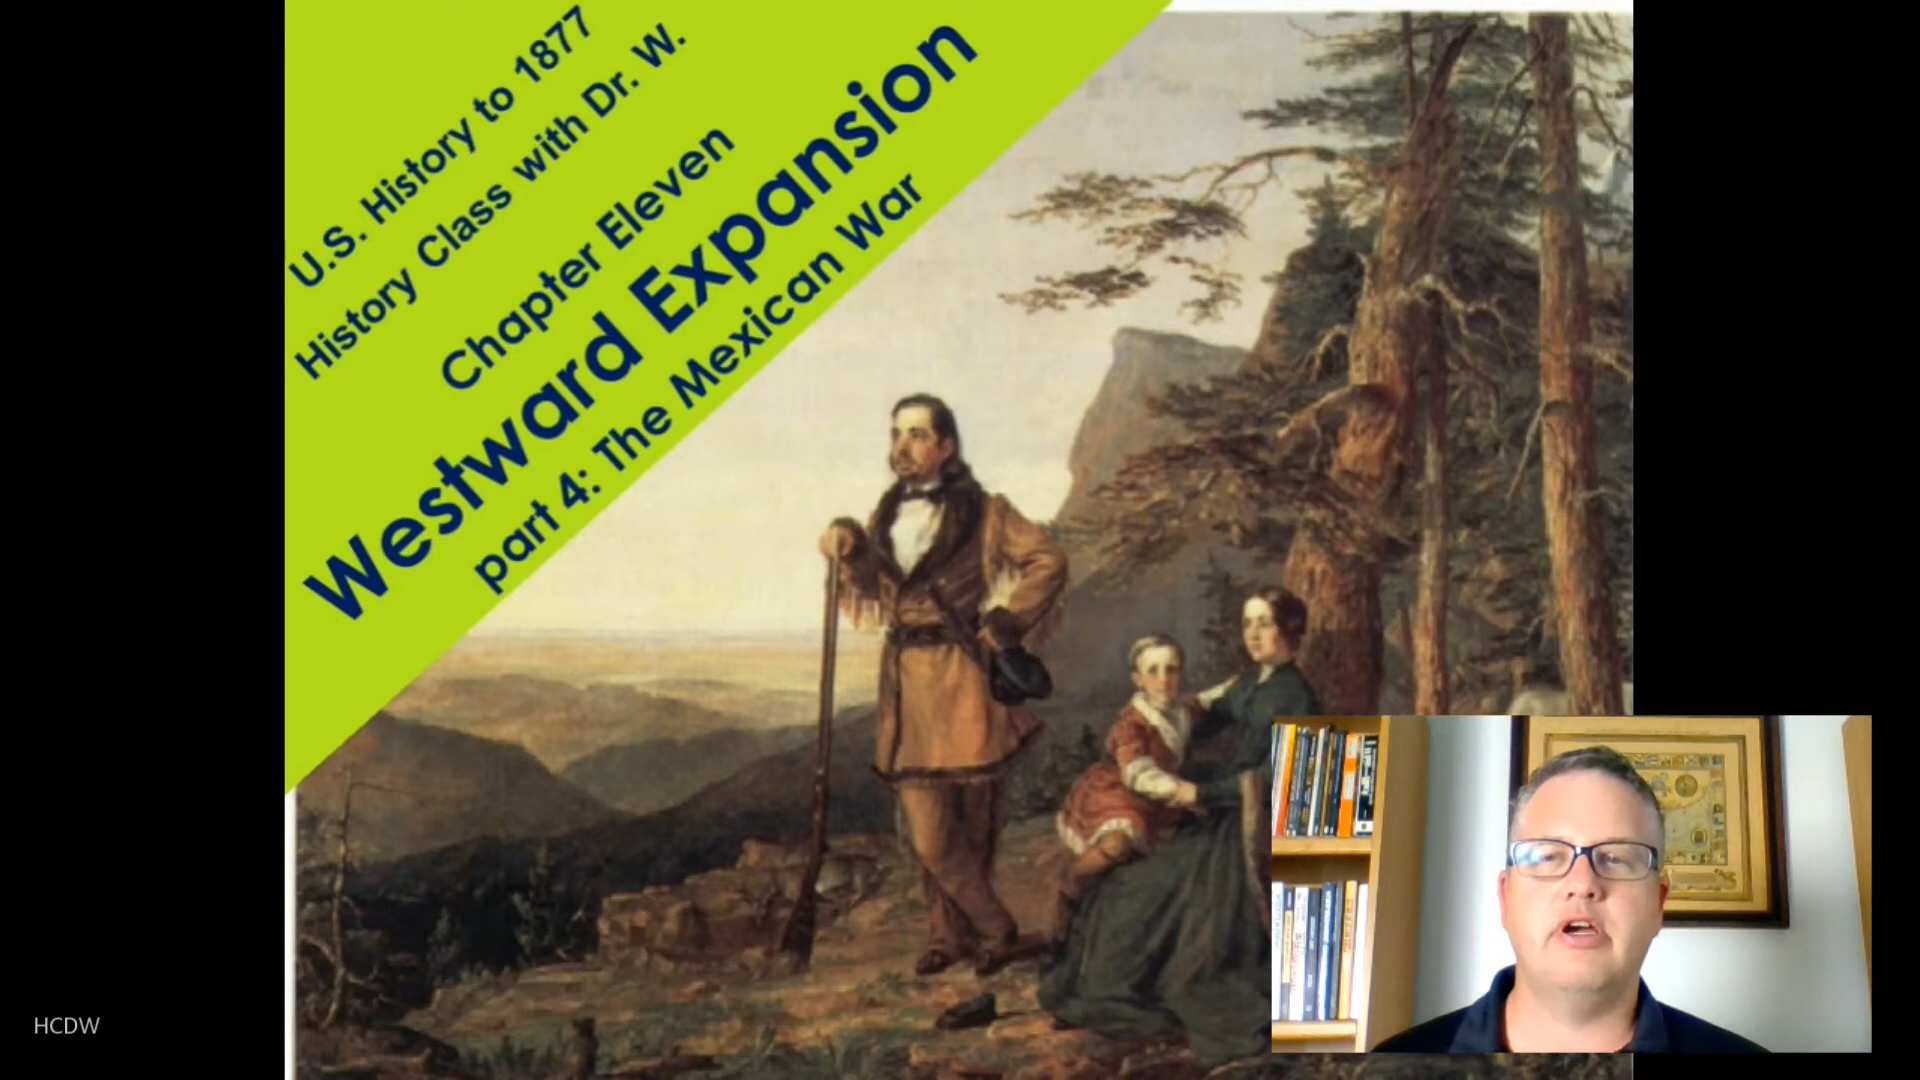 U.S. History to 1877
History Class with Dr. W.
Chapter Eleven
Westward Expansion
part 4: The Mexican War
HCDW